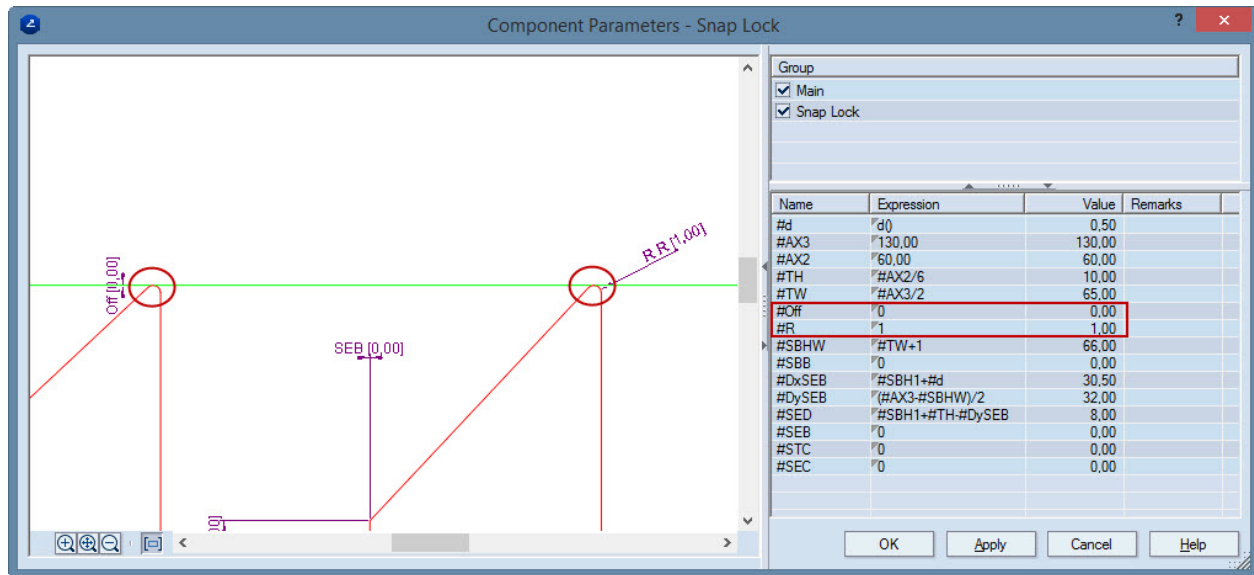 Component Parameters - Snap Lock
?
Off [0,00]
R R[1,00]
SEB [0,00]
00]
Group
Main
Snap Lock
Name Expression Value Remarks
#d d() 0,50
#AX3 130,00 130,00
#AX2 60,00 60,00
#TH #AX2/6 10,00
#TW #AX3/2 65,00
#Off 0 0,00
#R 1 1,00
#SBHW #TW+1 66,00
#SBB 0 0,00
#DxSEB #SBH1+#d 30,50
#DySEB (#AX3-#SBHW)/2 32,00
#SED #SBH1+#TH-#DySEB 8,00
#SEB 0 0,00
#STC 0 0,00
#SEC 0 0,00
OK Apply Cancel Help